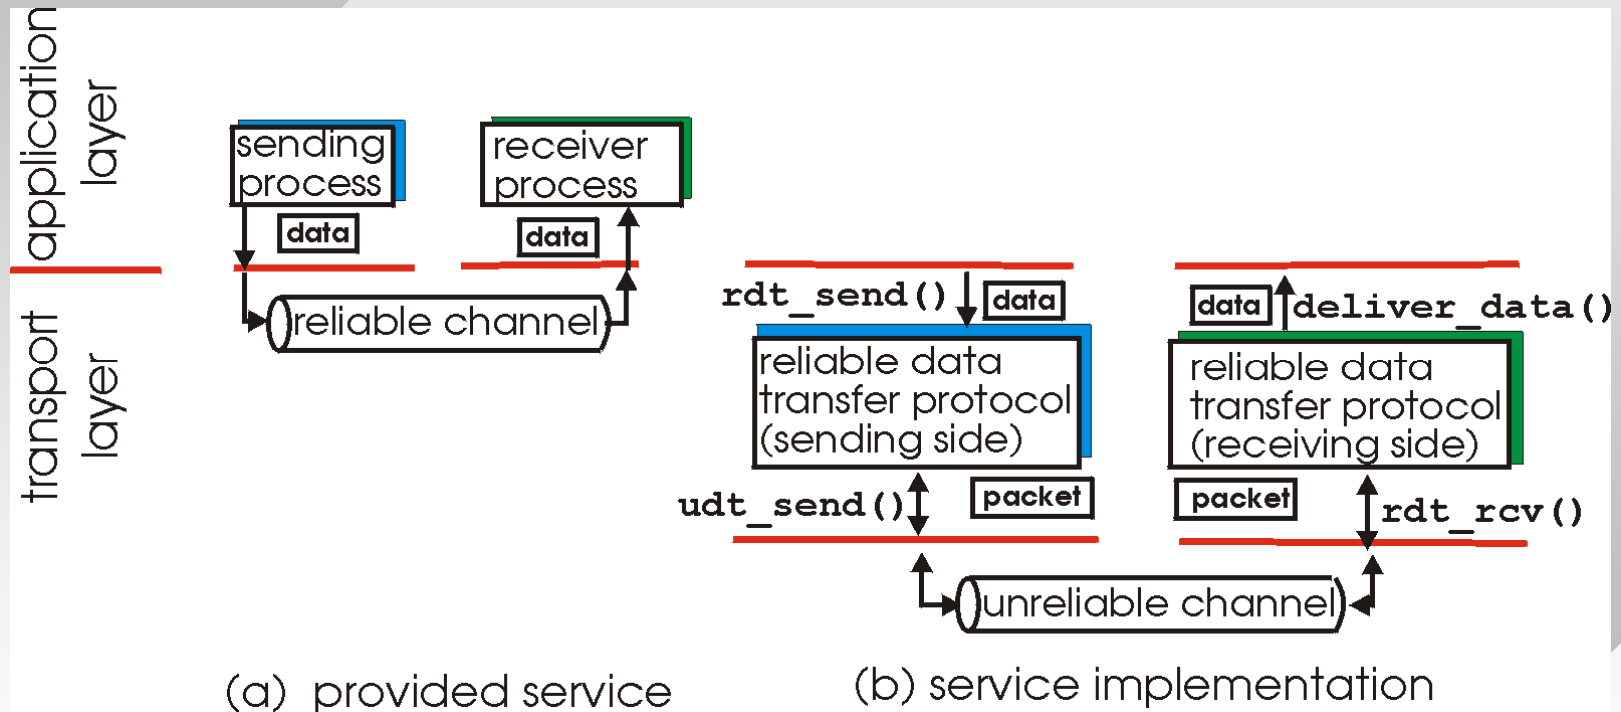 application
layer
transport
layer
sending
process
data
receiver
process
data
reliable channel
(a) provided service
rdt_send()
data
reliable data
transfer protocol
(sending side)
udt_send()
packet
data
deliver_data()
reliable data
transfer protocol
(receiving side)
packet
rdt_rcv()
unreliable channel
(b) service implementation